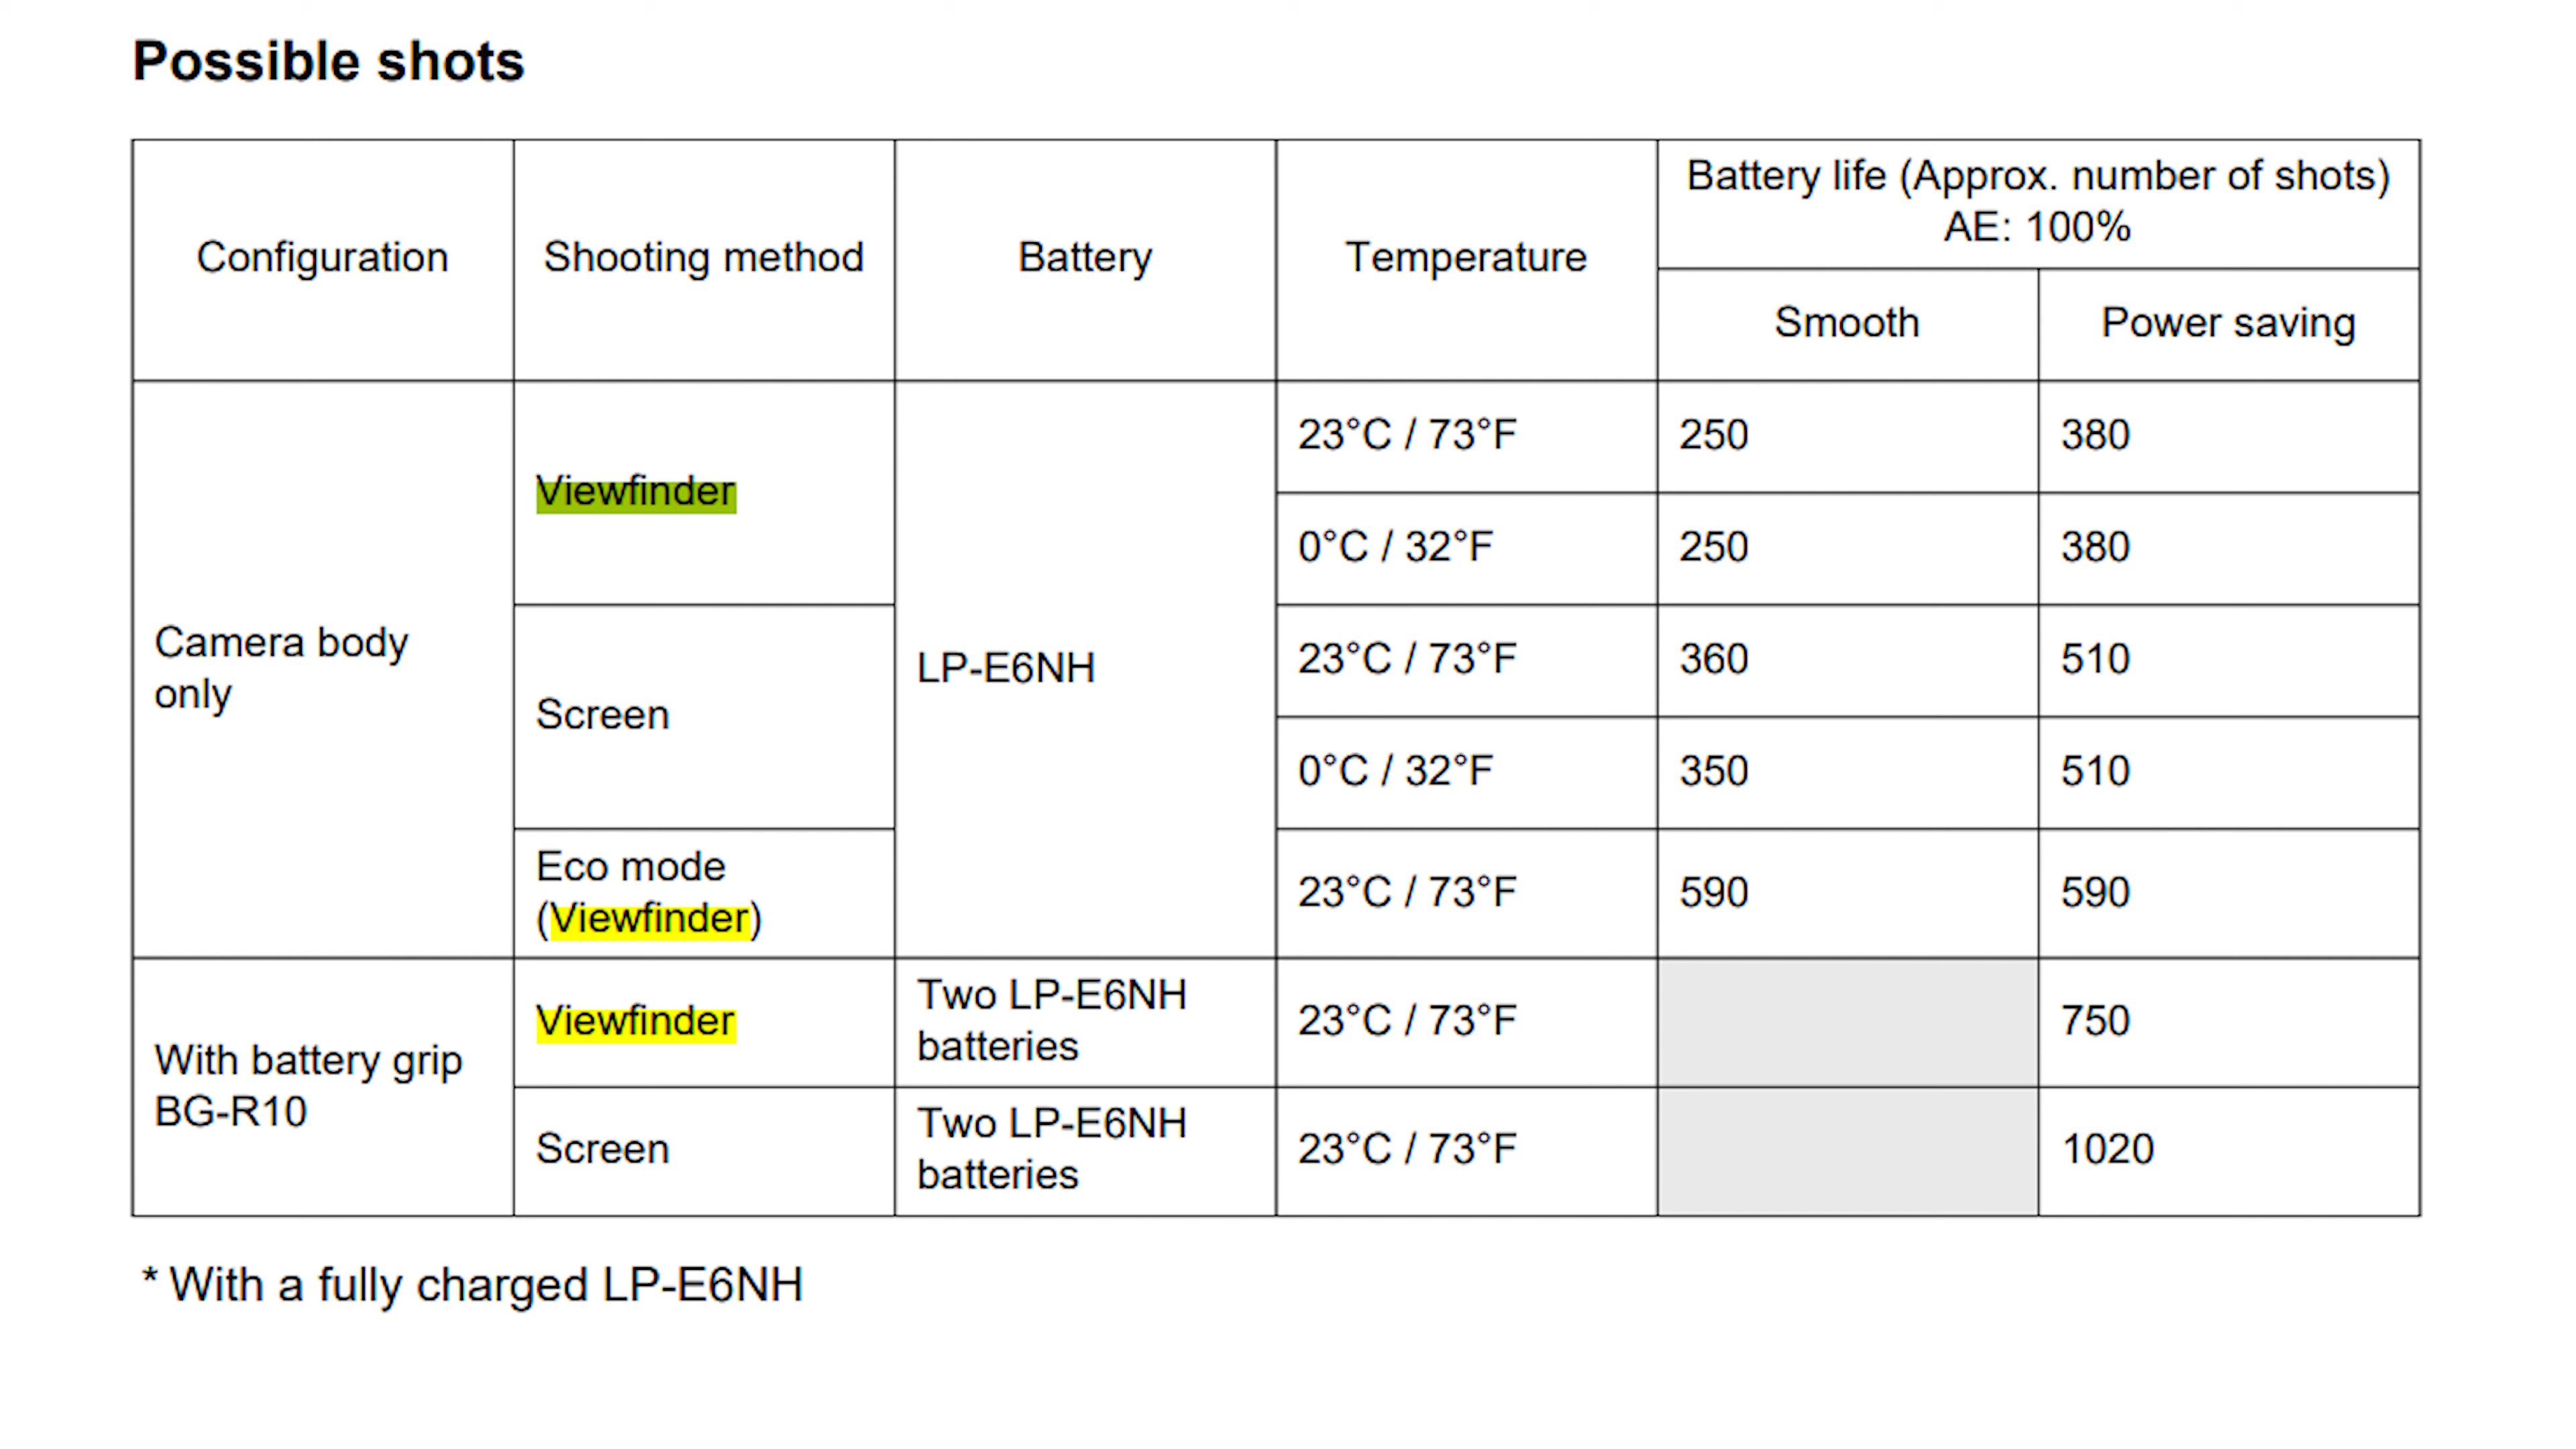 Possible shots
Configuration
Shooting method
Battery
Temperature
Battery life (Approx. number of shots)
AE: 100%
Smooth
Power saving
Camera body
only
Viewfinder
LP-E6NH
23°C / 73°F
250
380
0°C / 32°F
250
380
Screen
23°C / 73°F
360
510
0°C / 32°F
350
510
Eco mode
(Viewfinder)
23°C / 73°F
590
590
With battery grip
BG-R10
Viewfinder
Two LP-E6NH
batteries
23°C / 73°F
750
Screen
Two LP-E6NH
batteries
23°C / 73°F
1020
* With a fully charged LP-E6NH